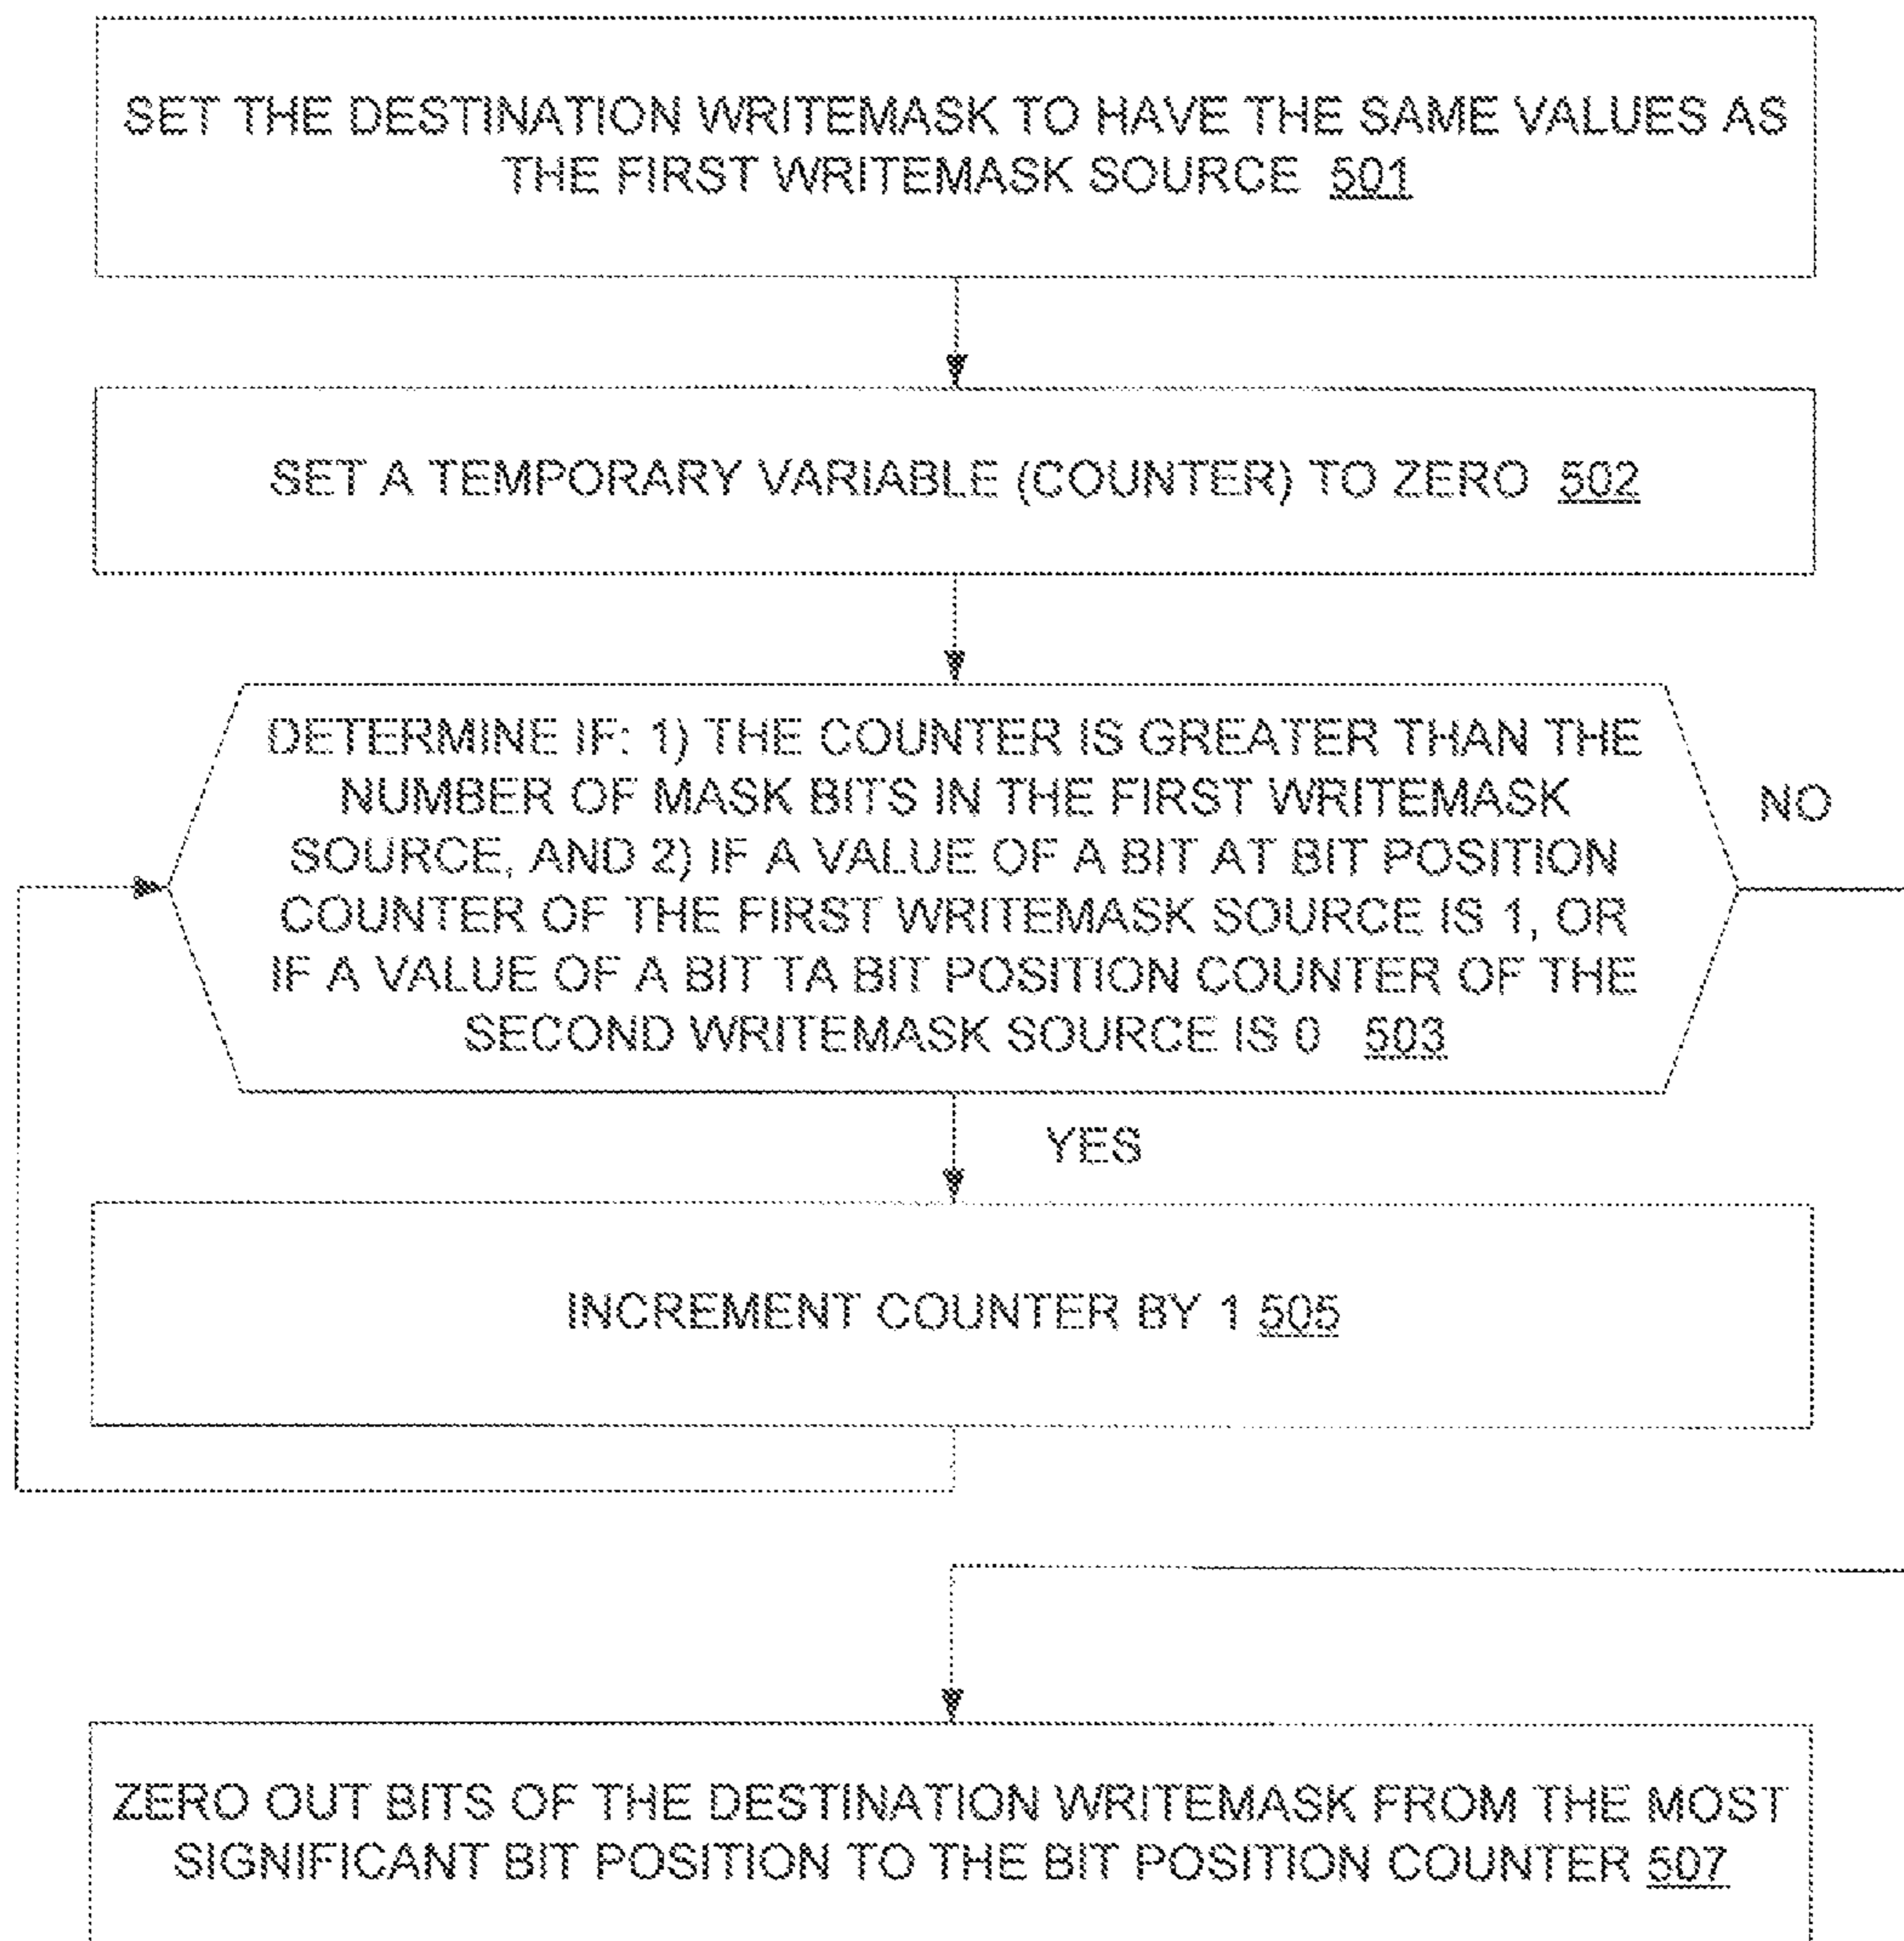 SET THE DESTINATION WRITEMASK TO HAVE THE SAME VALUES AS
THE FIRST WRITEMASK SOURCE 501
SET A TEMPORARY VARIABLE (COUNTER) TO ZERO 502
DETERMINE IF: 1) THE COUNTER IS GREATER THAN THE
NUMBER OF MASK BITS IN THE FIRST WRITEMASK
SOURCE, AND 2) IF A VALUE OF A BIT AT BIT POSITION
COUNTER OF THE FIRST WRITEMASK SOURCE IS 1, OR
IF A VALUE OF A BIT TA BIT POSITION COUNTER OF THE
SECOND WRITEMASK SOURCE IS 0 503
NO
YES
INCREMENT COUNTER BY 1 505
ZERO OUT BITS OF THE DESTINATION WRITEMASK FROM THE MOST
SIGNIFICANT BIT POSITION TO THE BIT POSITION COUNTER 507